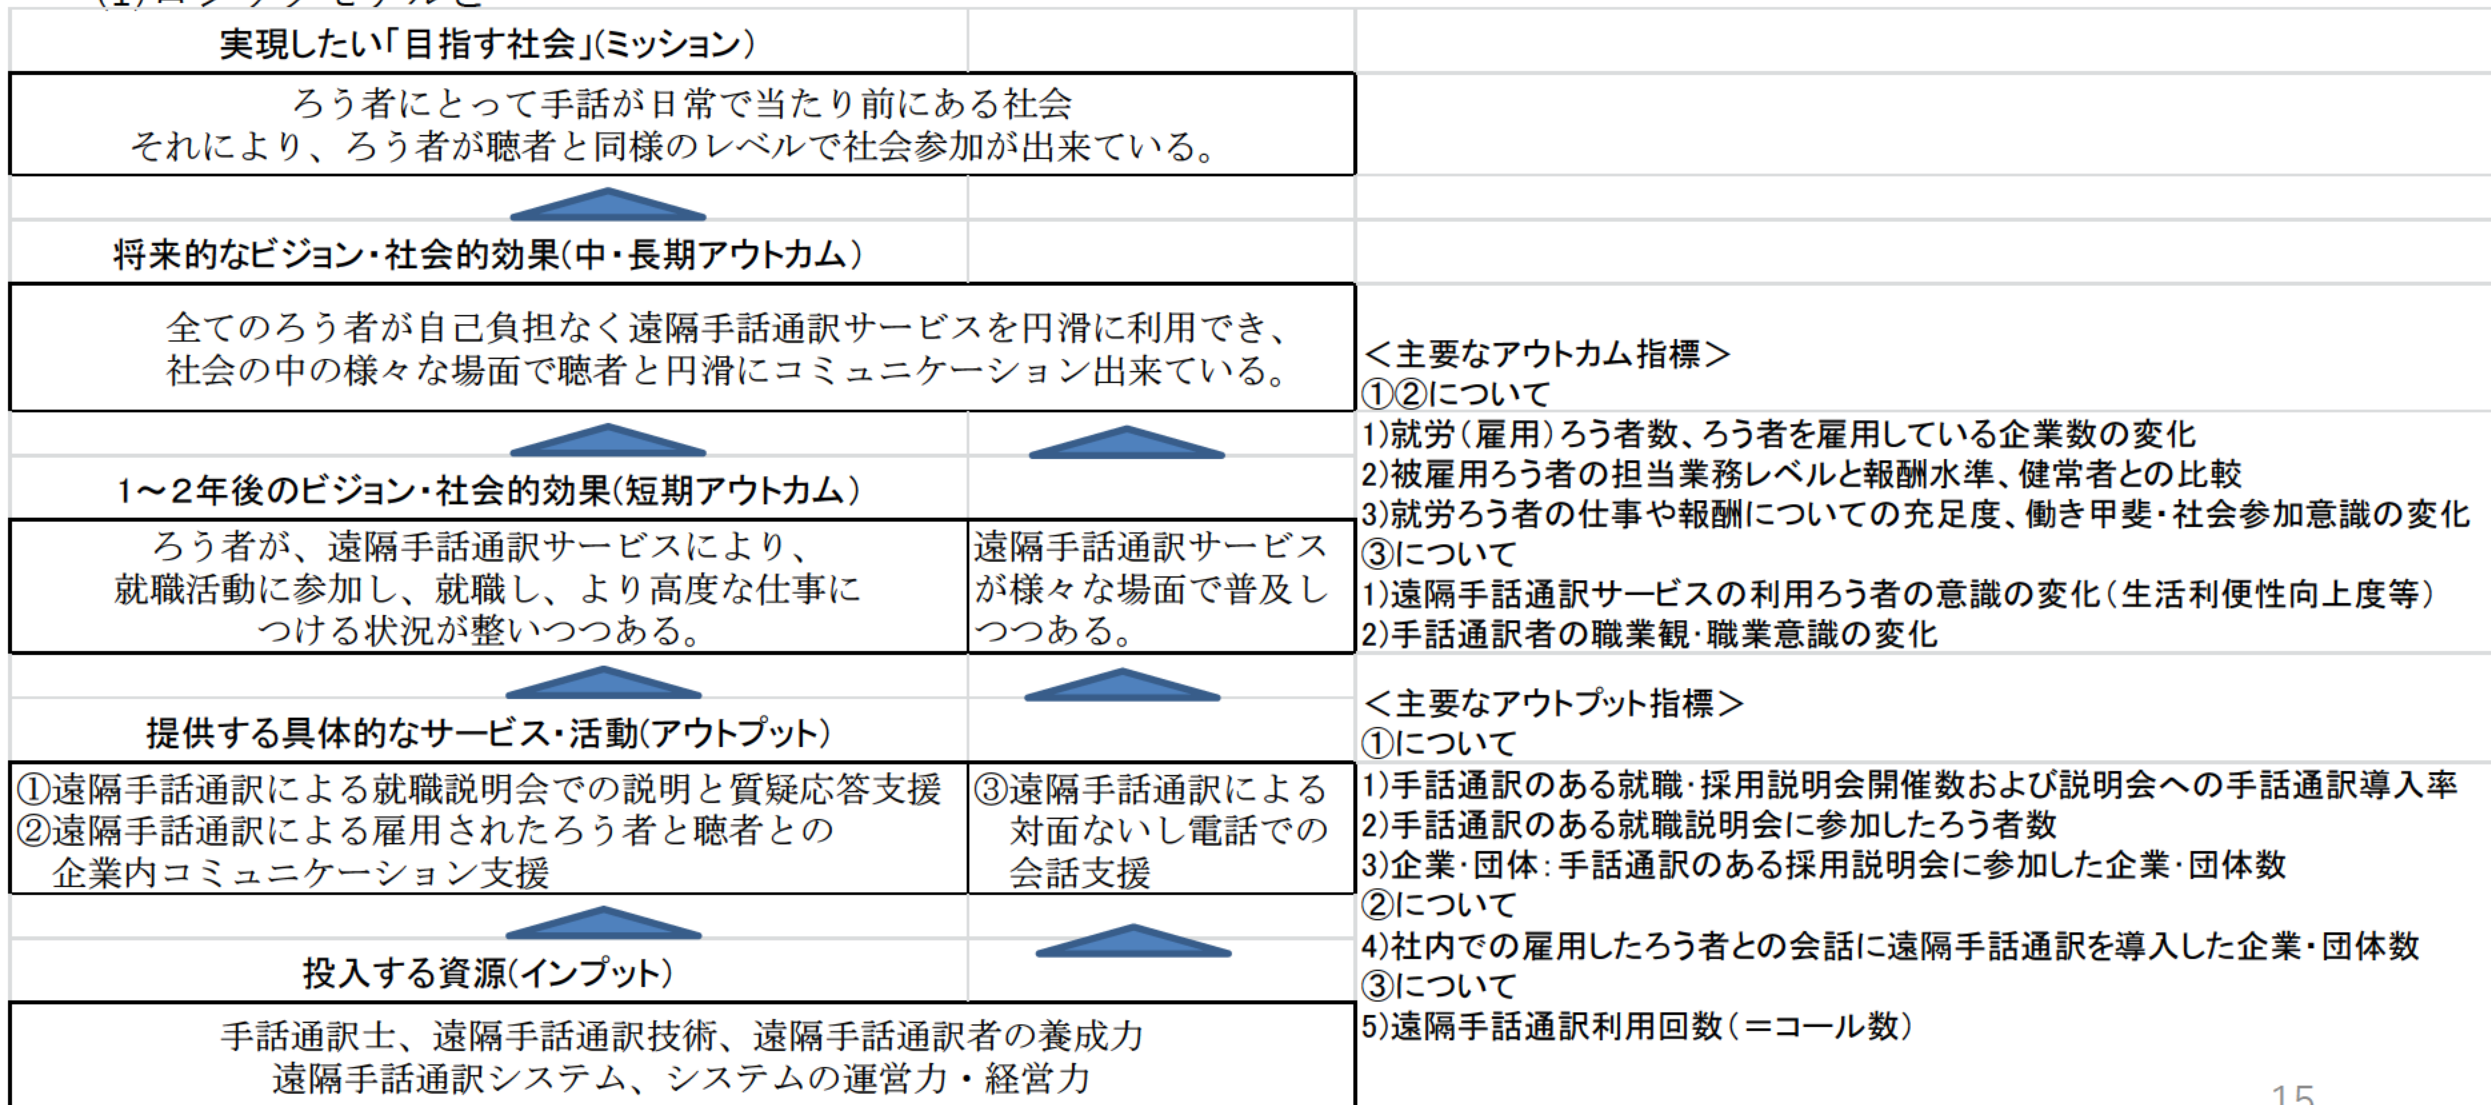 (1)ロジックモデルと
実現したい「目指す社会」(ミッション)
ろう者にとって手話が日常で当たり前にある社会
それにより、ろう者が聴者と同様のレベルで社会参加が出来ている。
将来的なビジョン・社会的効果(中・長期アウトカム)
全てのろう者が自己負担なく遠隔手話通訳サービスを円滑に利用でき、
社会の中の様々な場面で聴者と円滑にコミュニケーション出来ている。
1～2年後のビジョン・社会的効果(短期アウトカム)
ろう者が、遠隔手話通訳サービスにより、
就職活動に参加し、就職し、より高度な仕事に
つける状況が整いつつある。
遠隔手話通訳サービス
が様々な場面で普及し
つつある。
提供する具体的なサービス・活動(アウトプット)
①遠隔手話通訳による就職説明会での説明と質疑応答支援
②遠隔手話通訳による雇用されたろう者と聴者との
企業内コミュニケーション支援
③遠隔手話通訳による
対面ないし電話での
会話支援
投入する資源(インプット)
手話通訳士、遠隔手話通訳技術、遠隔手話通訳者の養成力
遠隔手話通訳システム、システムの運営力・経営力
＜主要なアウトカム指標＞
①②について
1)就労(雇用)ろう者数、ろう者を雇用している企業数の変化
2)被雇用ろう者の担当業務レベルと報酬水準、健常者との比較
3)就労ろう者の仕事や報酬についての充足度、働き甲斐・社会参加意識の変化
③について
1)遠隔手話通訳サービスの利用ろう者の意識の変化(生活利便性向上度等)
2)手話通訳者の職業観・職業意識の変化
＜主要なアウトプット指標＞
①について
1)手話通訳のある就職・採用説明会開催数および説明会への手話通訳導入率
2)手話通訳のある就職説明会に参加したろう者数
3)企業・団体：手話通訳のある採用説明会に参加した企業・団体数
②について
4)社内での雇用したろう者との会話に遠隔手話通訳を導入した企業・団体数
③について
5)遠隔手話通訳利用回数(＝コール数)
15